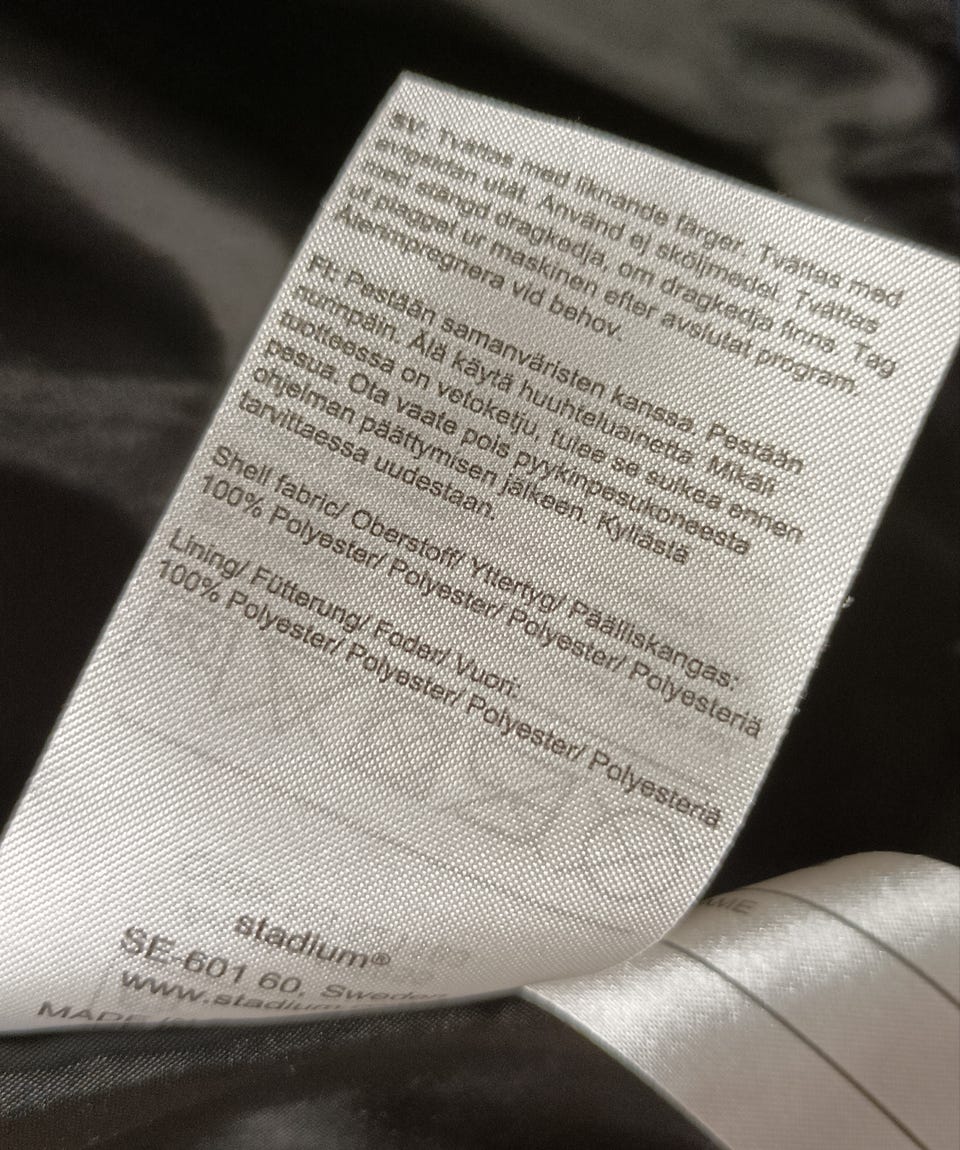 SV: Tvättas med liknande färger. Tvättas med
avigsidan utåt. Använd ej sköljmedel. Tvättas
med stängd dragkedja, om dragkedja finns. Tag
ut plagget ur maskinen efter avslutat program.
Återimpregnera vid behov.
FI: Pestään samanväristen kanssa. Pestään
nurinpäin. Älä käytä huuhteluainetta. Mikäli
tuotteessa on vetoketju, tulee se sulkea ennen
pesua. Ota vaate pois pyykinpesukoneesta
ohjelman päättymisen jälkeen. Kyllästä
tarvittaessa uudestaan.
Shell fabric/ Oberstoff/ Yttertyg/ Päälliskangas:
100% Polyester/ Polyester/ Polyester/ Polyesteriä
Lining/ Fütterung/ Foder/ Vuori:
100% Polyester/ Polyester/ Polyester/ Polyesteriä
stadium®
SE-601 60, Sweden
www.stadium
MADE